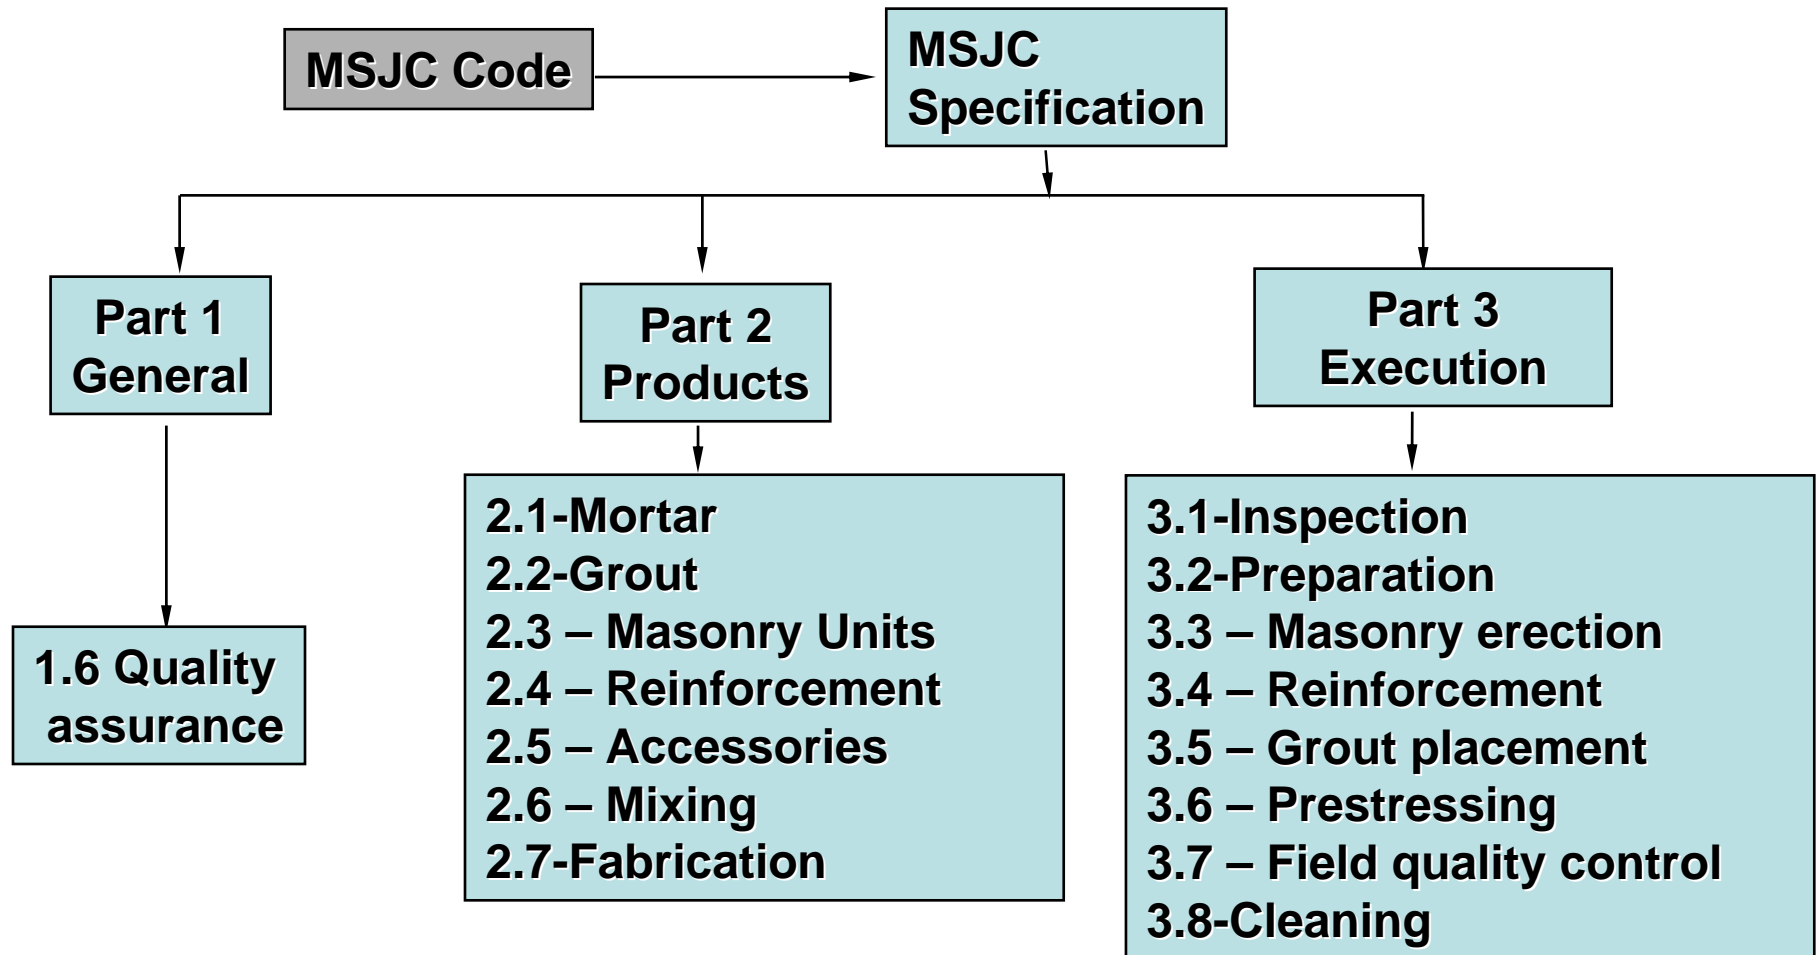 MSJC Code
MSJC
Specification
Part 1
General
Part 2
Products
Part 3
Execution
1.6 Quality
assurance
2.1-Mortar
2.2-Grout
2.3 – Masonry Units
2.4 – Reinforcement
2.5 – Accessories
2.6 – Mixing
2.7-Fabrication
3.1-Inspection
3.2-Preparation
3.3 – Masonry erection
3.4 – Reinforcement
3.5 – Grout placement
3.6 – Prestressing
3.7 – Field quality control
3.8-Cleaning